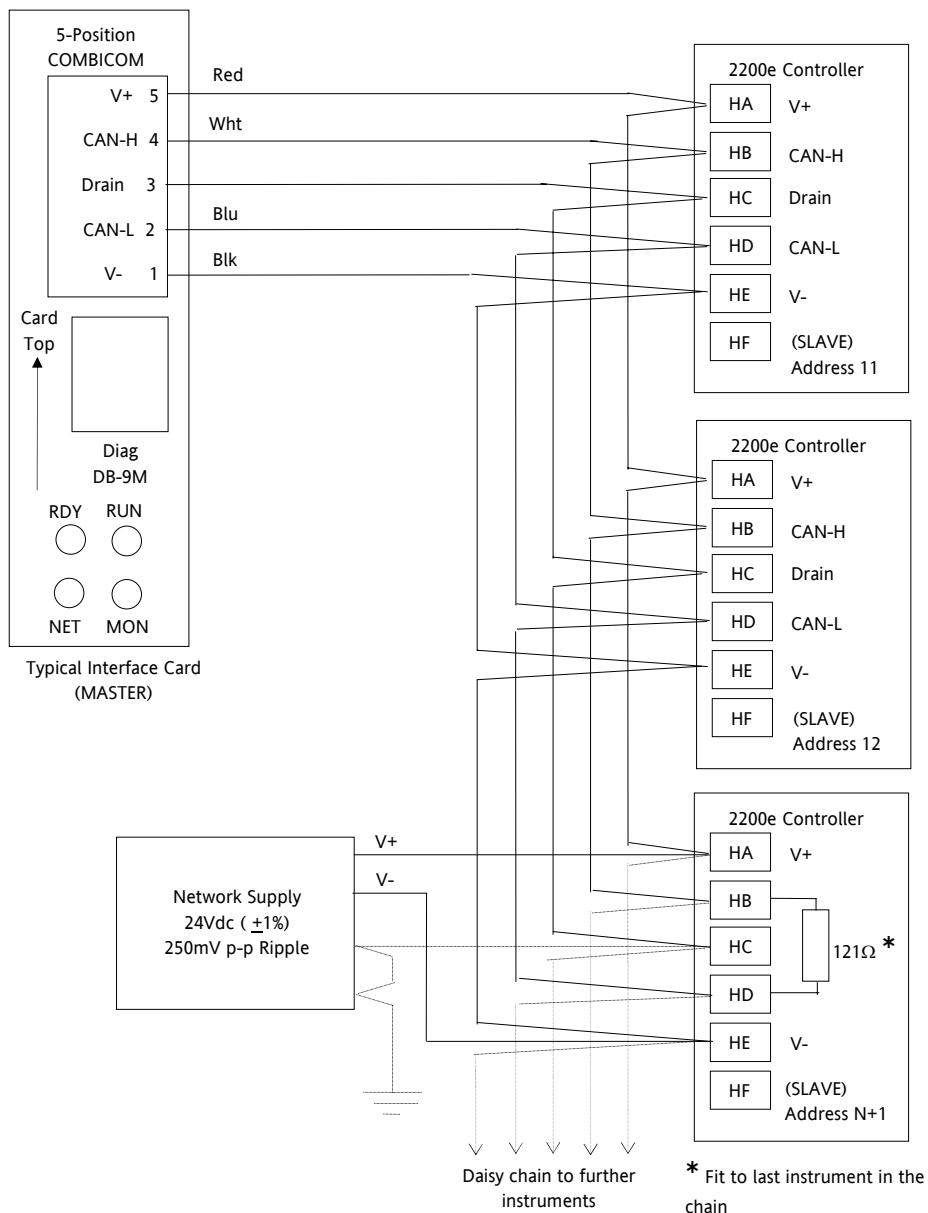 5-Position
COMBICOM
V+ 5
CAN-H 4
Drain 3
CAN-L 2
V- 1
Red
Wht
Blu
Blk
Card
Top
Diag
DB-9M
RDY RUN
NET MON
Typical Interface Card
(MASTER)
2200e Controller
HA V+
HB CAN-H
HC Drain
HD CAN-L
HE V-
HF (SLAVE)
Address 11
2200e Controller
HA V+
HB CAN-H
HC Drain
HD CAN-L
HE V-
HF (SLAVE)
Address 12
V+
V-
Network Supply
24Vdc ( ±1%)
250mV p-p Ripple
2200e Controller
HA V+
HB
HC 121Ω *
HD
HE V-
HF (SLAVE)
Address N+1
Daisy chain to further
instruments
* Fit to last instrument in the
chain